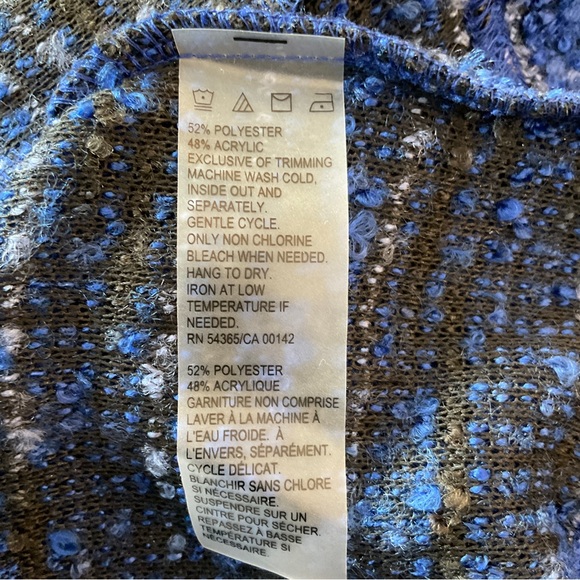 52% POLYESTER
48% ACRYLIC
EXCLUSIVE OF TRIMMING
MACHINE WASH COLD,
INSIDE OUT AND
SEPARATELY.
GENTLE CYCLE.
ONLY NON CHLORINE
BLEACH WHEN NEEDED.
HANG TO DRY.
IRON AT LOW
TEMPERATURE IF
NEEDED.
RN 54365/CA 00142
52% POLYESTER
48% ACRYLIQUE
GARNITURE NON COMPRISE
LAVER À LA MACHINE À
L'EAU FROIDE. À
L'ENVERS, SÉPARÉMENT.
CYCLE DÉLICAT.
BLANCHIR SANS CHLORE
SI NÉCESSAIRE.
SUSPENDRE SUR UN
CINTRE POUR SÉCHER.
REPASSEZ À BASSE
TEMPÉRATURE SI
NÉCESSAIRE